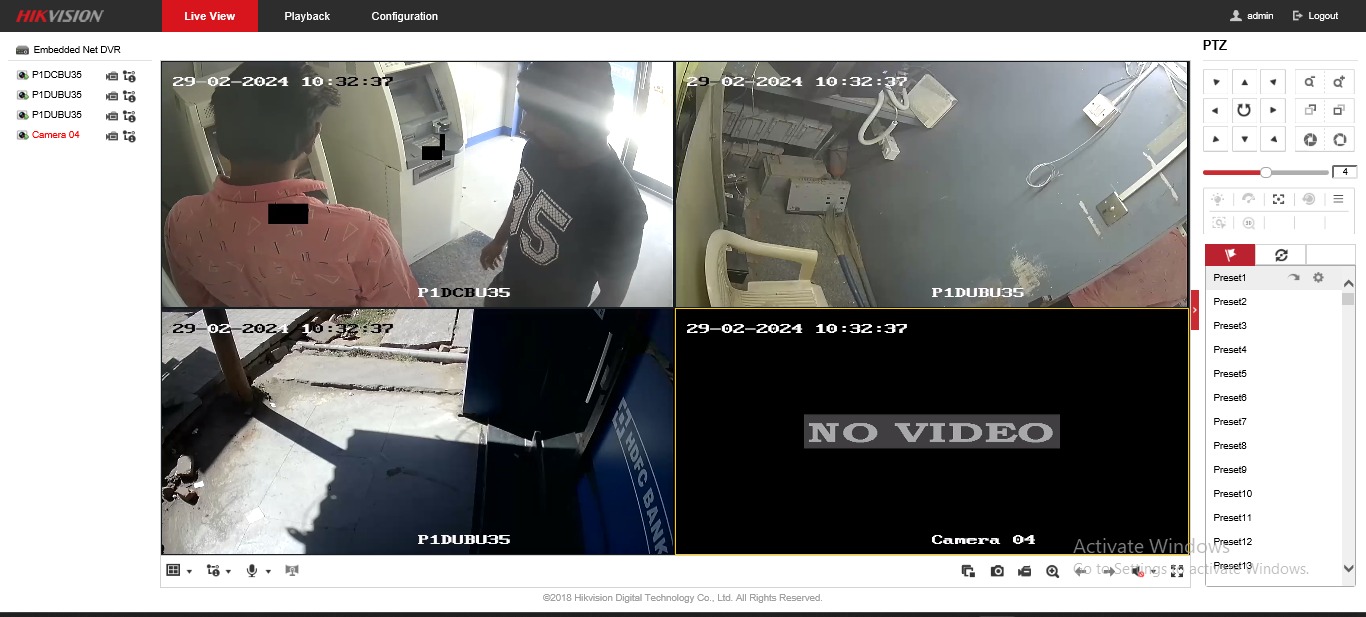 HIKVISION
Live View
Playback
Configuration
admin
Logout
Embedded Net DVR
P1DCBU35
P1DUBU35
P1DUBU35
Camera 04
29-02-2024 10:32:37
35
P1DCBU35
29-02-2024 10:32:37
P1DUBU35
29-02-2024 10:32:37
HDFC BANK
P1DUBU35
29-02-2024 10:32:37
NO VIDEO
Camera 04
PTZ
4
Preset1
Preset2
Preset3
Preset4
Preset5
Preset6
Preset7
Preset8
Preset9
Preset10
Preset11
Preset12
Preset13
Activate Windows
Go to Settings to activate Windows.
©2018 Hikvision Digital Technology Co., Ltd. All Rights Reserved.